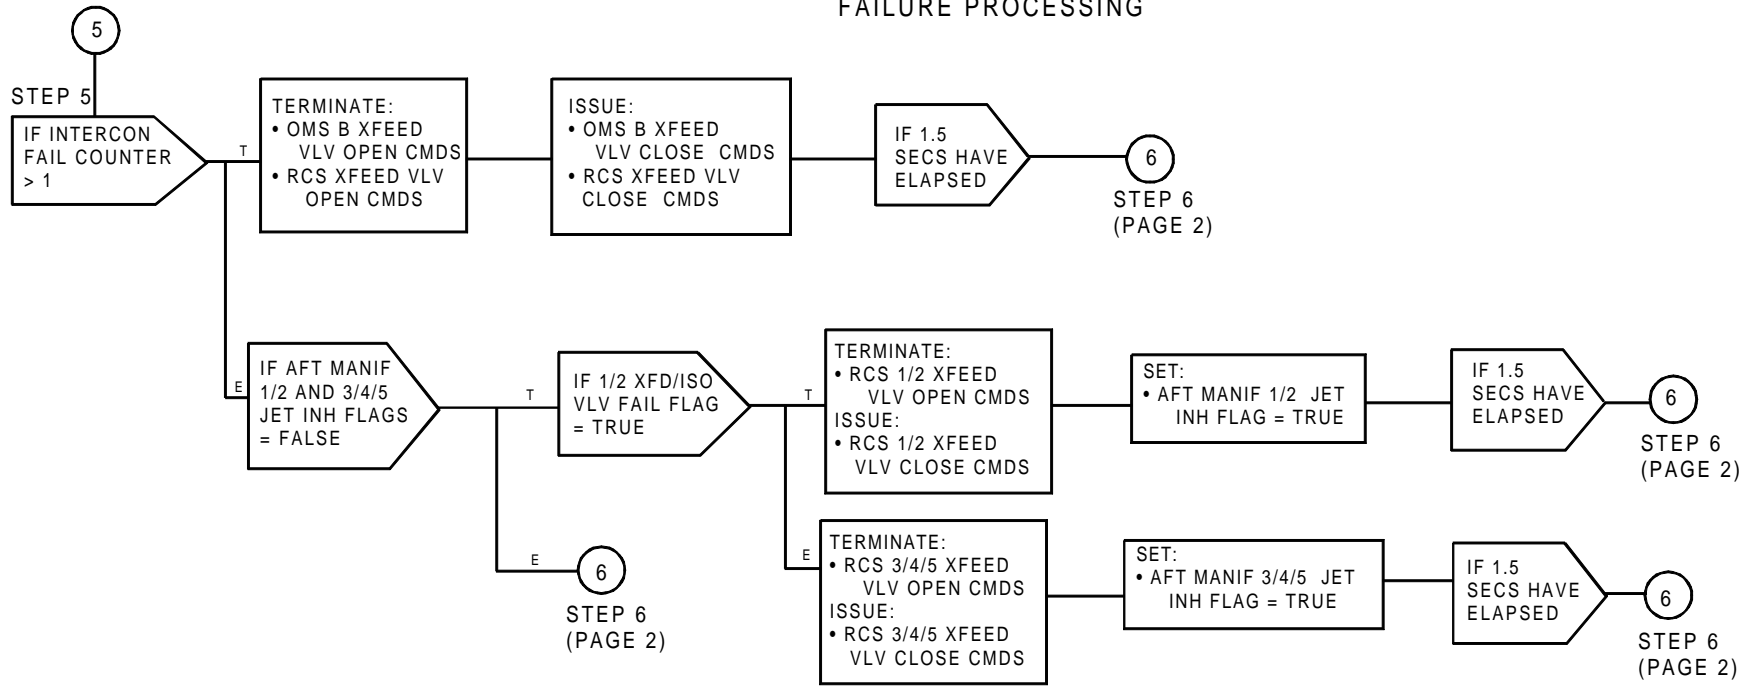 FAILURE PROCESSING
5
STEP 5
IF INTERCON
FAIL COUNTER
> 1
T
TERMINATE:
• OMS B XFEED
VLV OPEN CMDS
• RCS XFEED VLV
OPEN CMDS
ISSUE:
• OMS B XFEED
VLV CLOSE CMDS
• RCS XFEED VLV
CLOSE CMDS
IF 1.5
SECS HAVE
ELAPSED
6
STEP 6
(PAGE 2)
E
IF AFT MANIF
1/2 AND 3/4/5
JET INH FLAGS
= FALSE
T
IF 1/2 XFD/ISO
VLV FAIL FLAG
= TRUE
T
TERMINATE:
• RCS 1/2 XFEED
VLV OPEN CMDS
ISSUE:
• RCS 1/2 XFEED
VLV CLOSE CMDS
SET:
• AFT MANIF 1/2 JET
INH FLAG = TRUE
IF 1.5
SECS HAVE
ELAPSED
6
STEP 6
(PAGE 2)
E
6
STEP 6
(PAGE 2)
E
TERMINATE:
• RCS 3/4/5 XFEED
VLV OPEN CMDS
ISSUE:
• RCS 3/4/5 XFEED
VLV CLOSE CMDS
SET:
• AFT MANIF 3/4/5 JET
INH FLAG = TRUE
IF 1.5
SECS HAVE
ELAPSED
6
STEP 6
(PAGE 2)